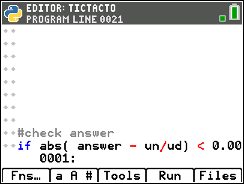 EDITOR: TICTACTO
PROGRAM LINE 0021
#check answer
if abs( answer - un/ud) < 0.00
0001:
Fns… a A # Tools Run Files